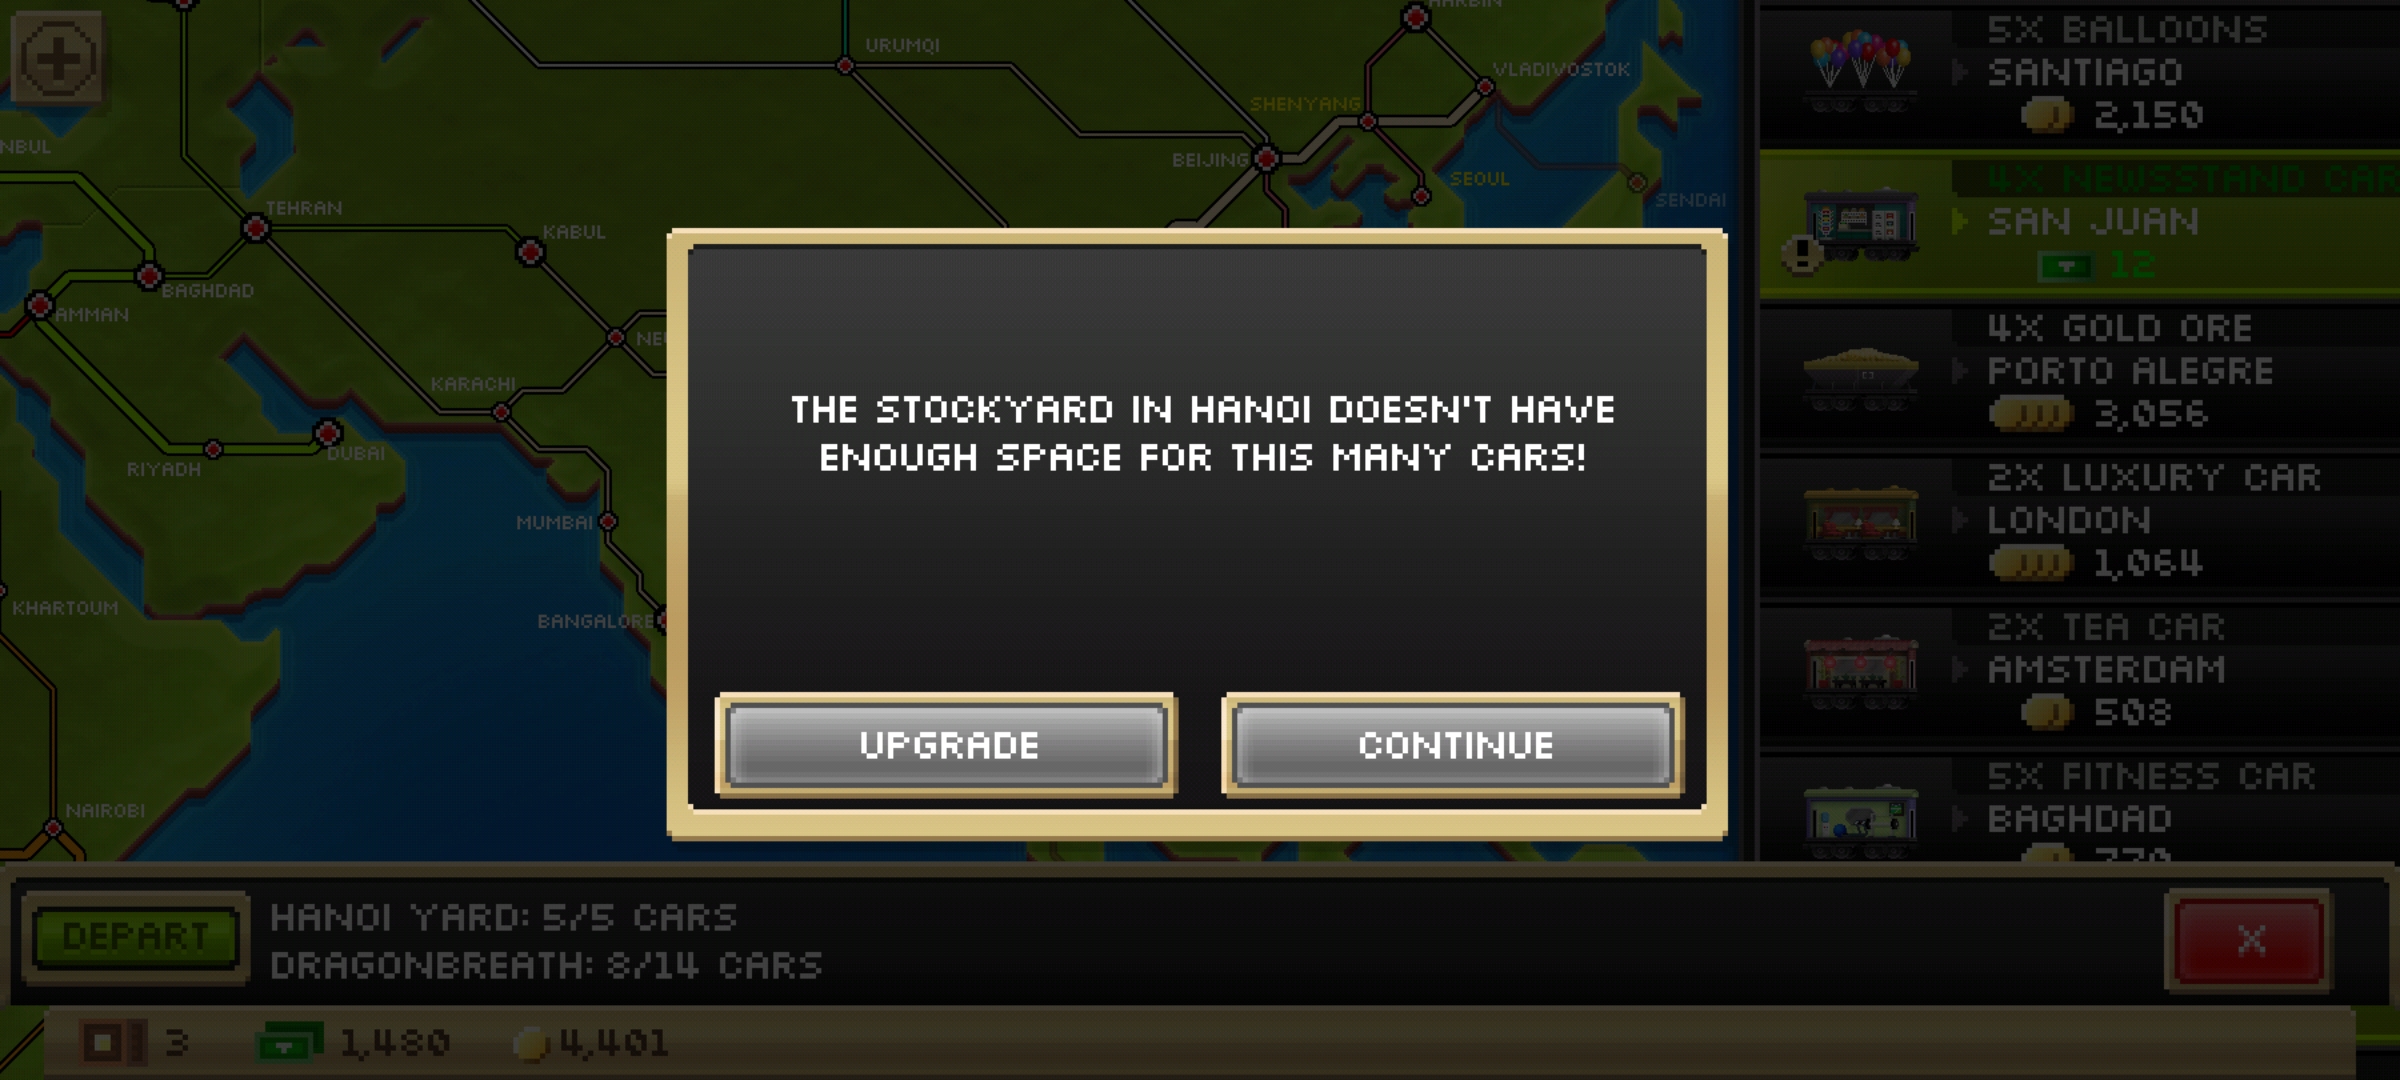 HARBIN
URUMQI
VLADIVOSTOK
SHENYANG
NBUL
BEIJING
SEOUL
SENDAI
TEHRAN
KABUL
BAGHDAD
AMMAN
NE
KARACHI
DUBAI
RIYADH
MUMBAI
KHARTOUM
BANGALORE
NAIROBI
THE STOCKYARD IN HANOI DOESN'T HAVE
ENOUGH SPACE FOR THIS MANY CARS!
UPGRADE
CONTINUE
5X BALLOONS
SANTIAGO
2,150
4X NEWSSTAND CAR
SAN JUAN
12
4X GOLD ORE
PORTO ALEGRE
3,056
2X LUXURY CAR
LONDON
1,064
2X TEA CAR
AMSTERDAM
508
5X FITNESS CAR
BAGHDAD
770
DEPART
HANOI YARD: 5/5 CARS
DRAGONBREATH: 8/14 CARS
X
3
1,480
4,401